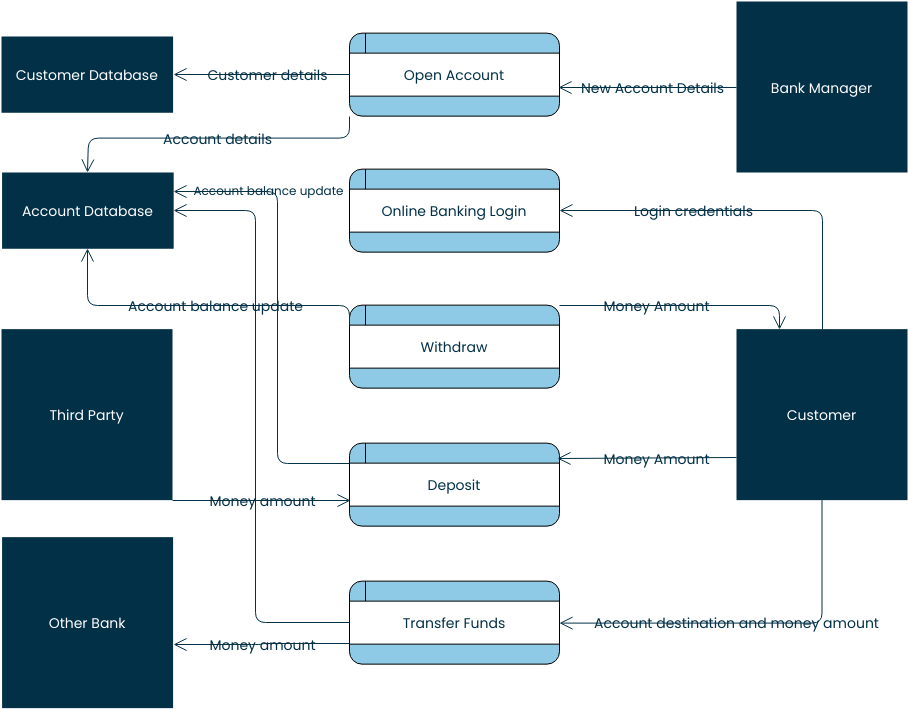 Customer Database
Customer details
Open Account
New Account Details
Bank Manager
Account details
Account Database
Account balance update
Online Banking Login
Login credentials
Account balance update
Money Amount
Withdraw
Third Party
Customer
Money Amount
Deposit
Money amount
Other Bank
Transfer Funds
Account destination and money amount
Money amount